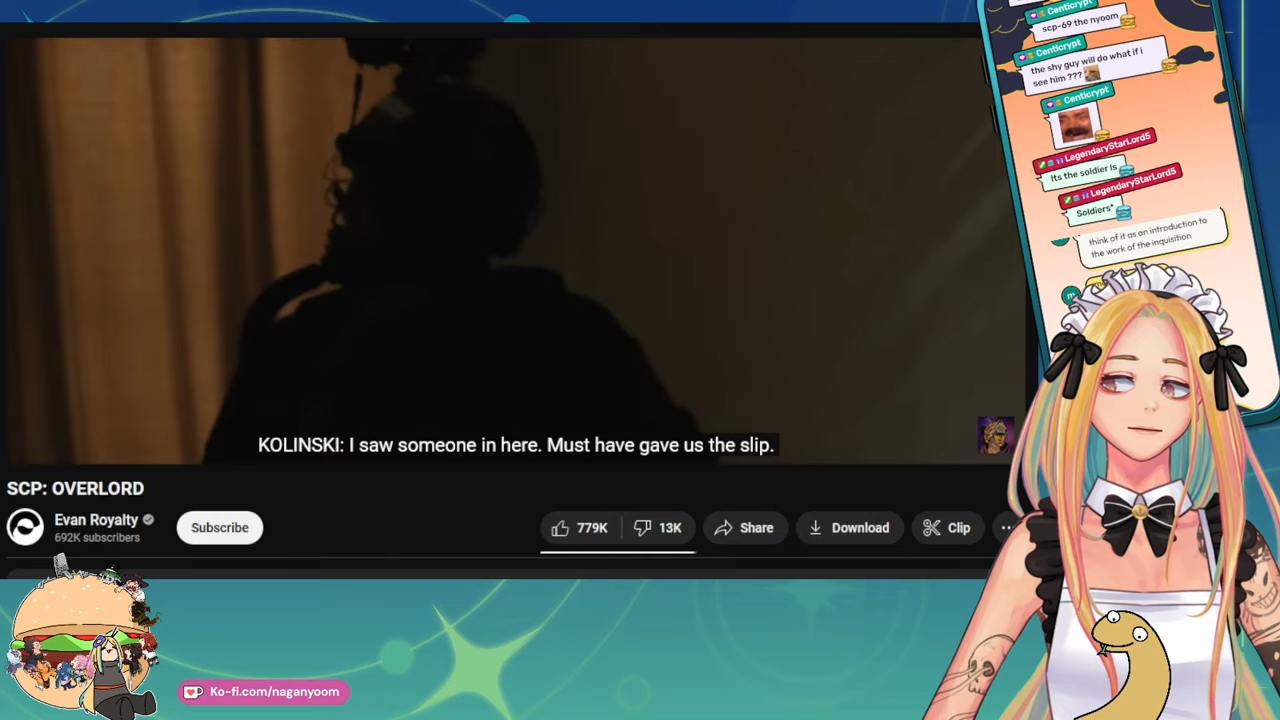 Centicrypt
scp-69 the nyoom
Centicrypt
the shy guy will do what if i
see him ???
Centicrypt
LegendaryStarLord5
Its the soldier is
LegendaryStarLord5
Soldiers*
think of it as an introduction to
the work of the inquisition
KOLINSKI: I saw someone in here. Must have gave us the slip.
SCP: OVERLORD
Evan Royalty
692K subscribers
Subscribe
779K
13K
Share
Download
Clip
Ko-fi.com/naganyoom